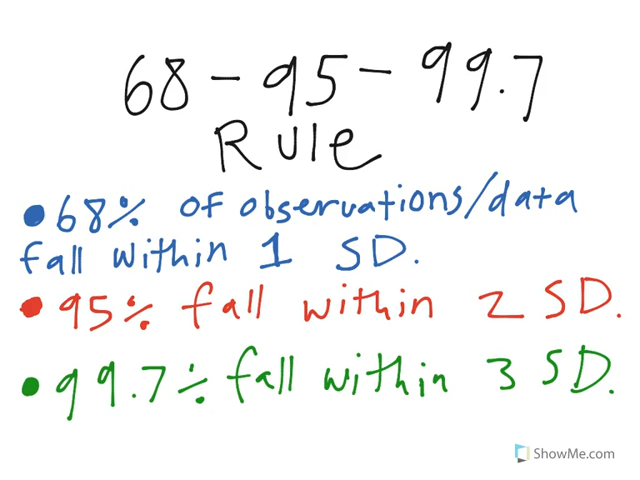 68-95-99.7
Rule
• 68% of observations/data
fall within 1 SD.
• 95% fall within 2 SD.
• 99.7% fall within 3 SD.
ShowMe.com